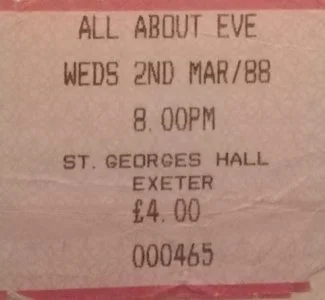 ALL ABOUT EVE
WEDS 2ND MAR/88
8.00PM
ST. GEORGES HALL
EXETER
£4.00
000465